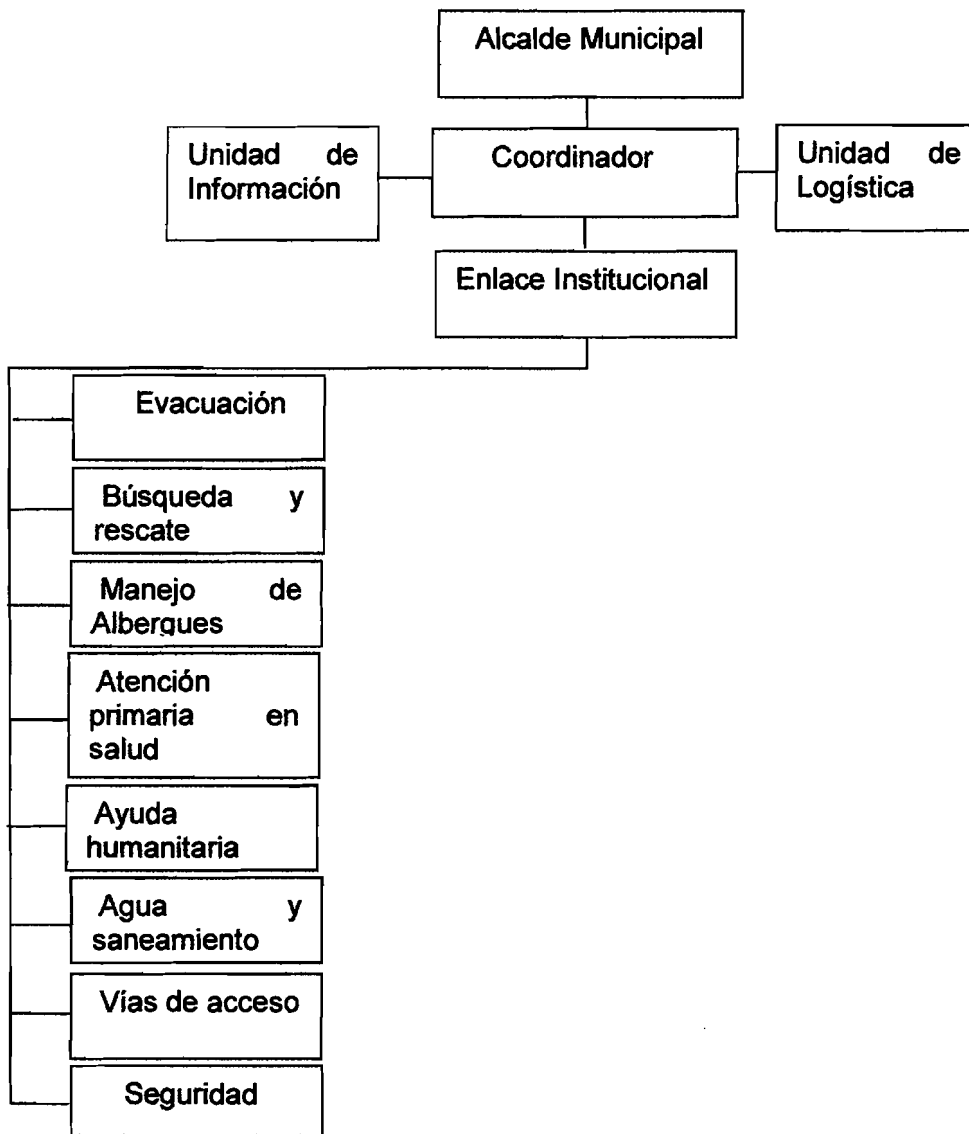 Alcalde Municipal
Unidad de
Información
Coordinador
Unidad de
Logística
Enlace Institucional
Evacuación
Búsqueda y
rescate
Manejo de
Albergues
Atención
primaria en
salud
Ayuda
humanitaria
Agua y
saneamiento
Vías de acceso
Seguridad